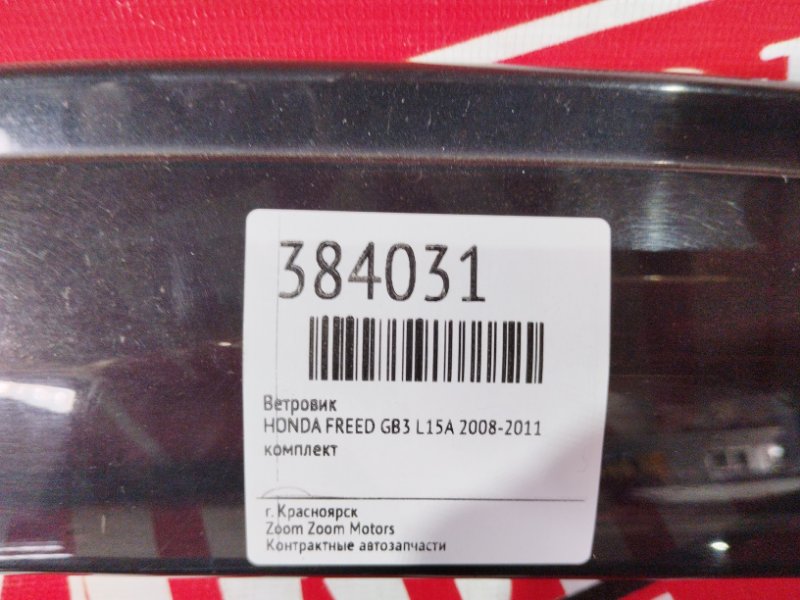 384031
Ветровик
HONDA FREED GB3 L15A 2008-2011
комплект
г. Красноярск
Zoom Zoom Motors
Контрактные автозапчасти